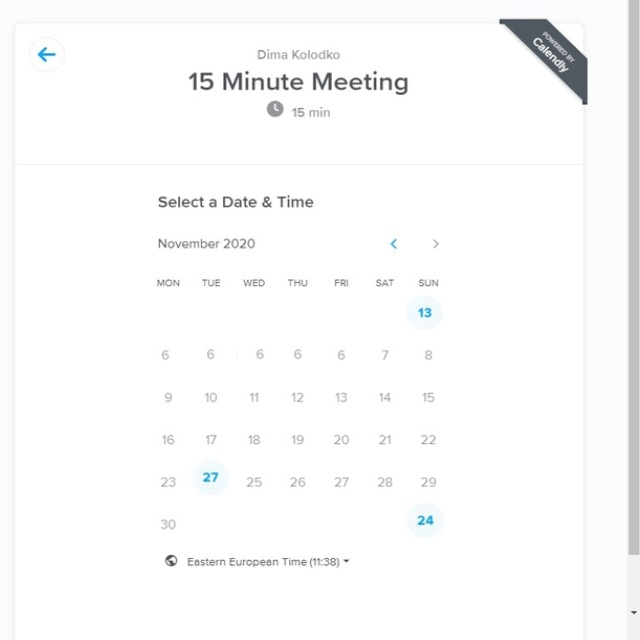 POWERED BY
Calendly
Dima Kolodko
15 Minute Meeting
15 min
Select a Date & Time
November 2020
MON TUE WED THU FRI SAT SUN
13
6 6 6 6 6 7 8
9 10 11 12 13 14 15
16 17 18 19 20 21 22
23 27 25 26 27 28 29
30 24
Eastern European Time (11:38)